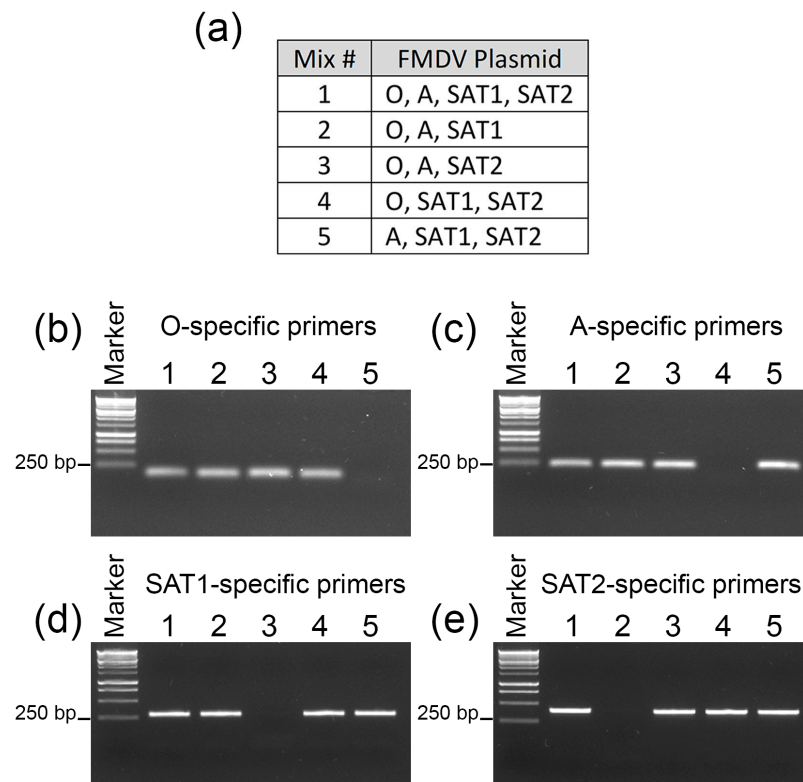 (a)
Mix # FMDV Plasmid
1 O, A, SAT1, SAT2
2 O, A, SAT1
3 O, A, SAT2
4 O, SAT1, SAT2
5 A, SAT1, SAT2
(b)
Marker
O-specific primers
1 2 3 4 5
250 bp
(c)
Marker
A-specific primers
1 2 3 4 5
250 bp
(d)
Marker
SAT1-specific primers
1 2 3 4 5
250 bp
(e)
Marker
SAT2-specific primers
1 2 3 4 5
250 bp